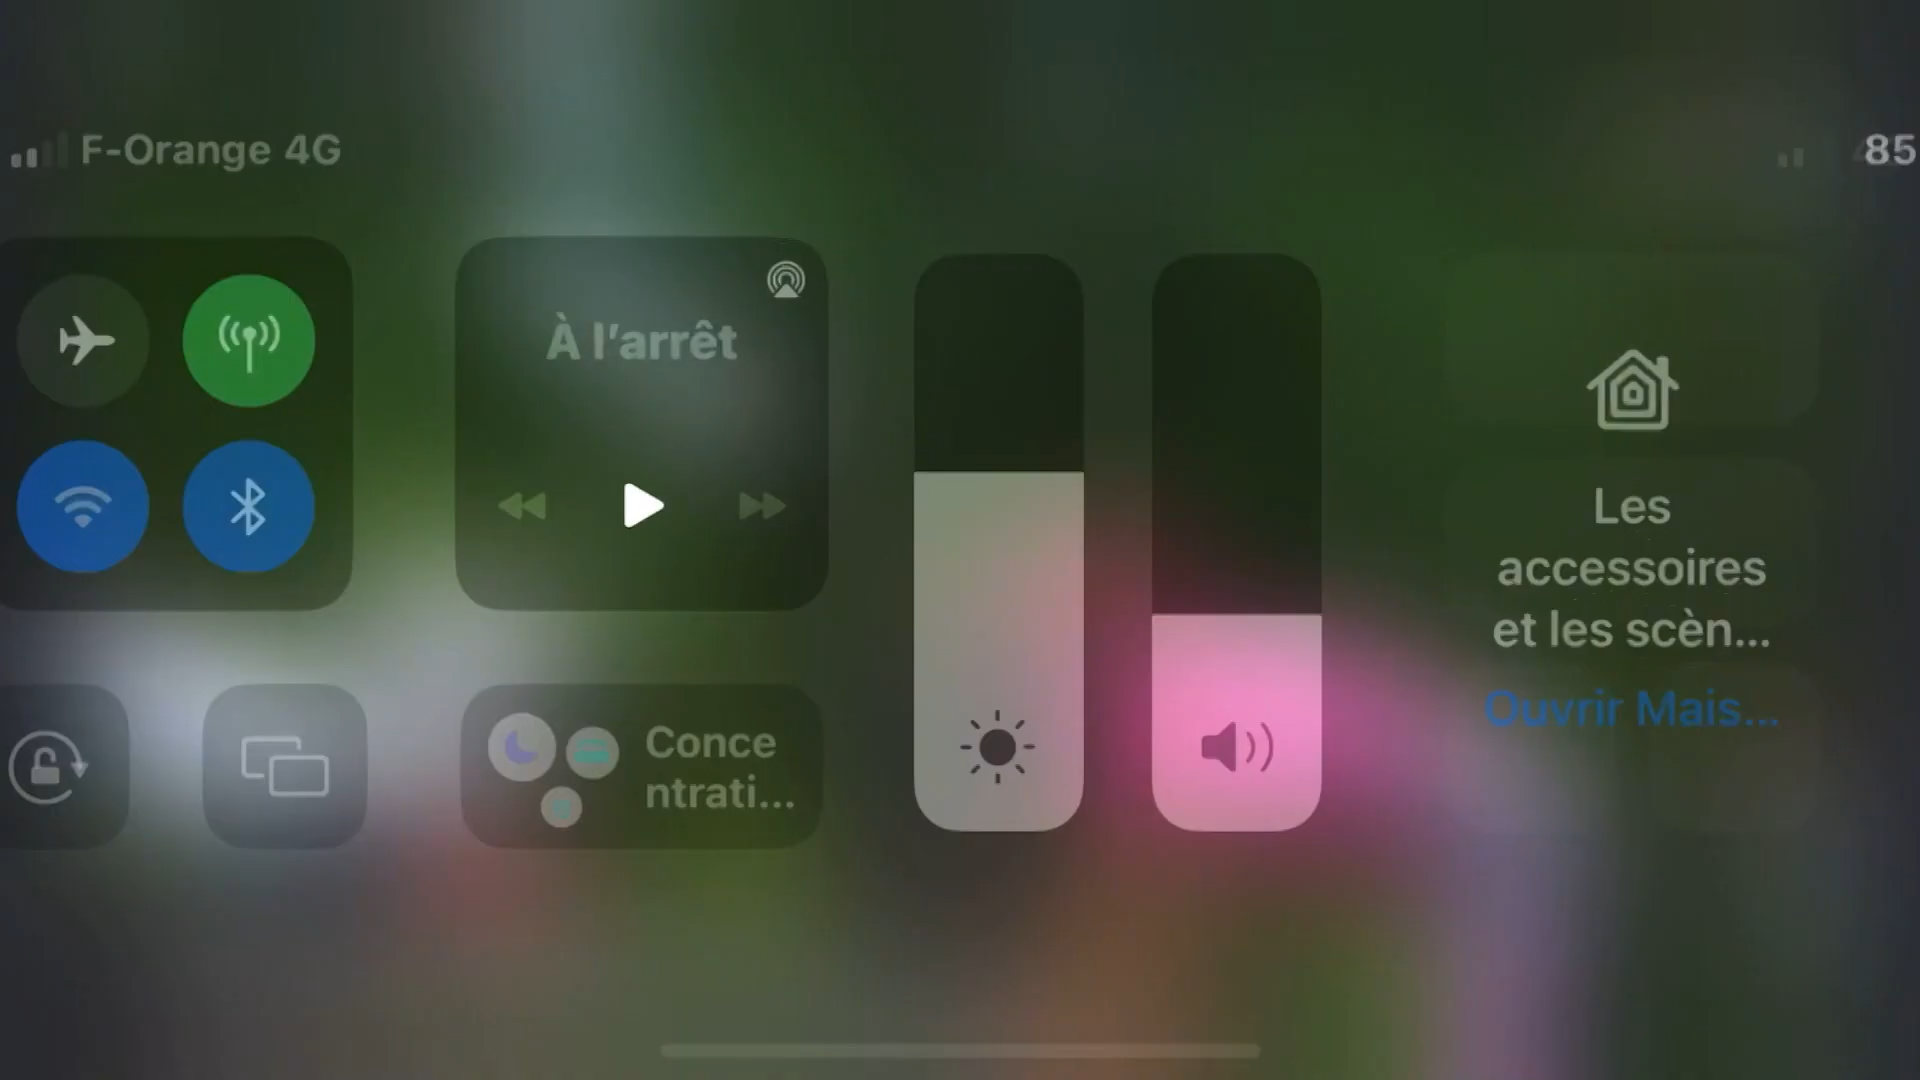 F-Orange 4G
85
À l'arrêt
Les
accessoires
et les scèn...
Ouvrir Mais...
Conce
ntrati...